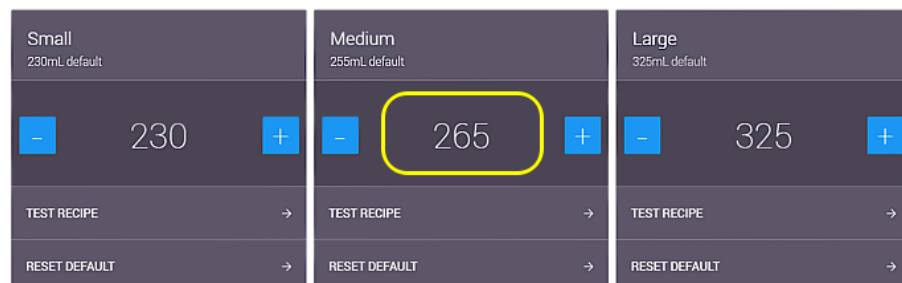 Small
230mL default
- 230 +
TEST RECIPE →
RESET DEFAULT →
Medium
255mL default
- 265 +
TEST RECIPE →
RESET DEFAULT →
Large
325mL default
- 325 +
TEST RECIPE →
RESET DEFAULT →